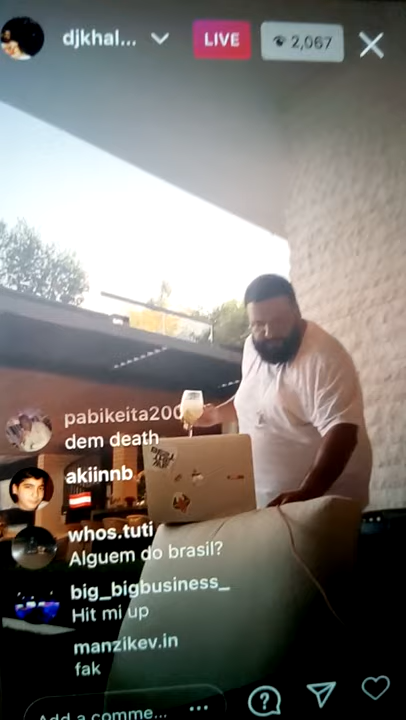 djkhal...
LIVE
2,067
pabikeita200
dem death
akiinnb
whos.tuti
Alguem do brasil?
big_bigbusiness_
Hit mi up
manzikev.in
fak
Add a comme...